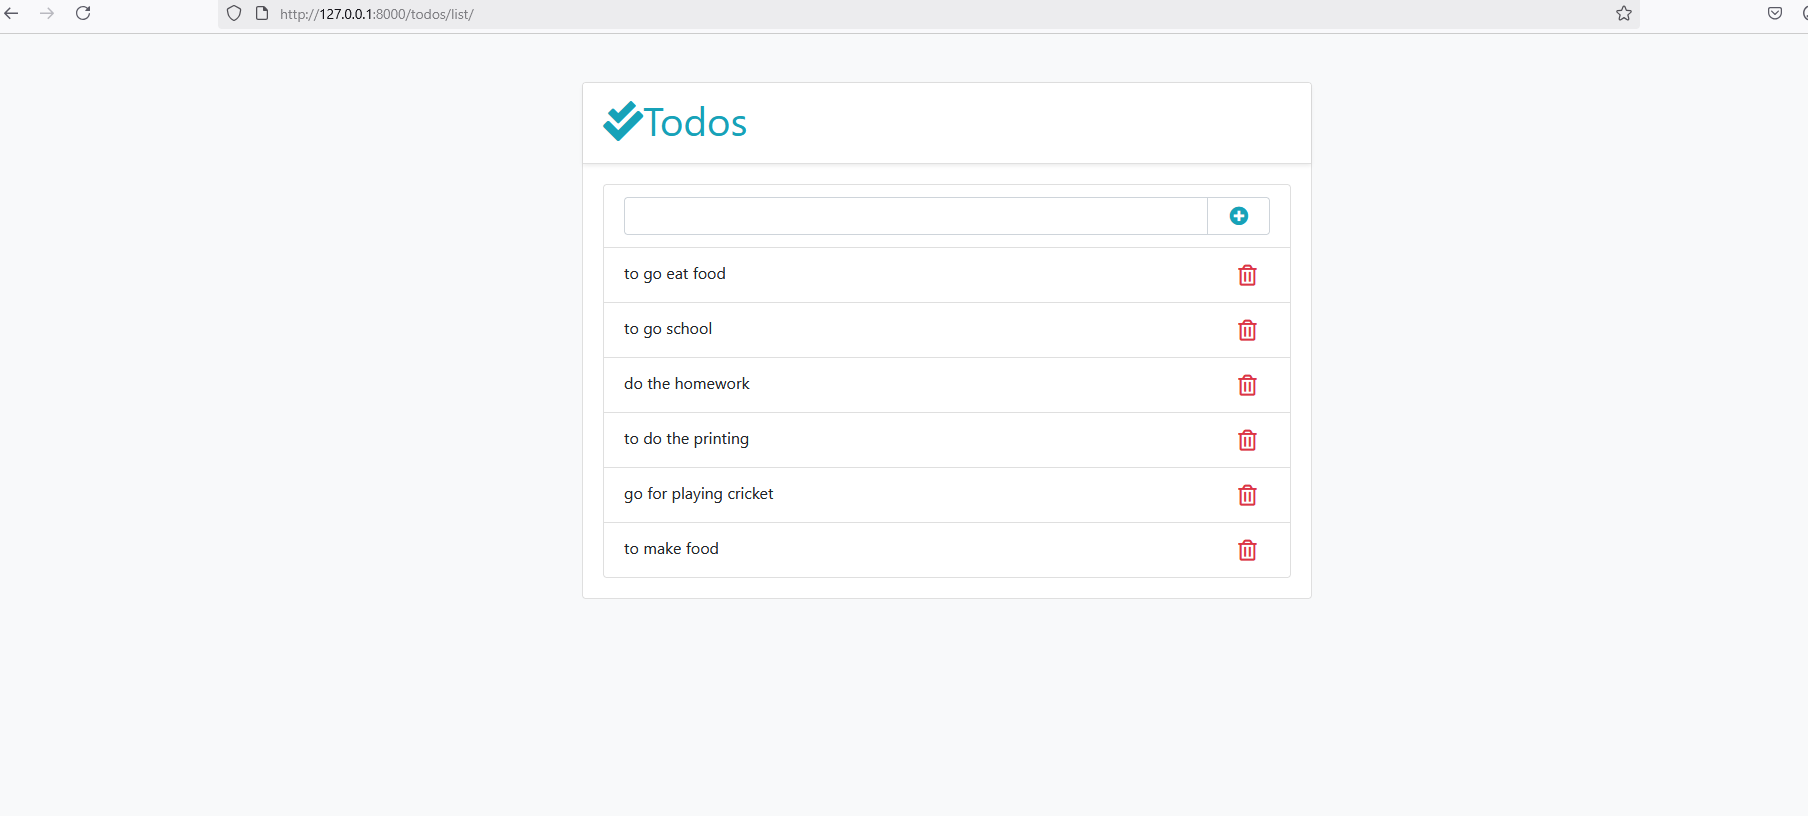 http://127.0.0.1:8000/todos/list/
Todos
to go eat food
to go school
do the homework
to do the printing
go for playing cricket
to make food